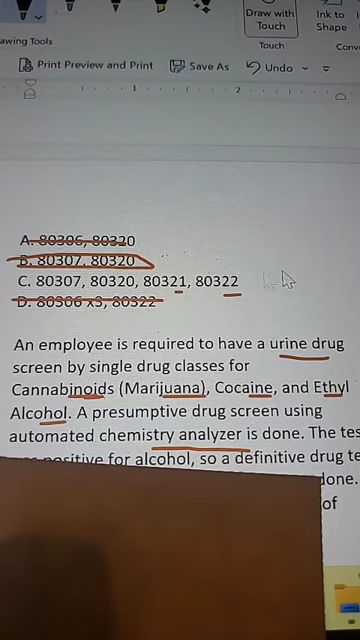 Draw with
Touch
Ink to
Shape
awing Tools
Touch
Conv
Print Preview and Print
Save As
Undo
1
2
A. 80306, 80320
B. 80307, 80320
C. 80307, 80320, 80321, 80322
D. 80306 x3, 80322
An employee is required to have a urine drug
screen by single drug classes for
Cannabinoids (Marijuana), Cocaine, and Ethyl
Alcohol. A presumptive drug screen using
automated chemistry analyzer is done. The tes
positive for alcohol, so a definitive drug te
done.
of